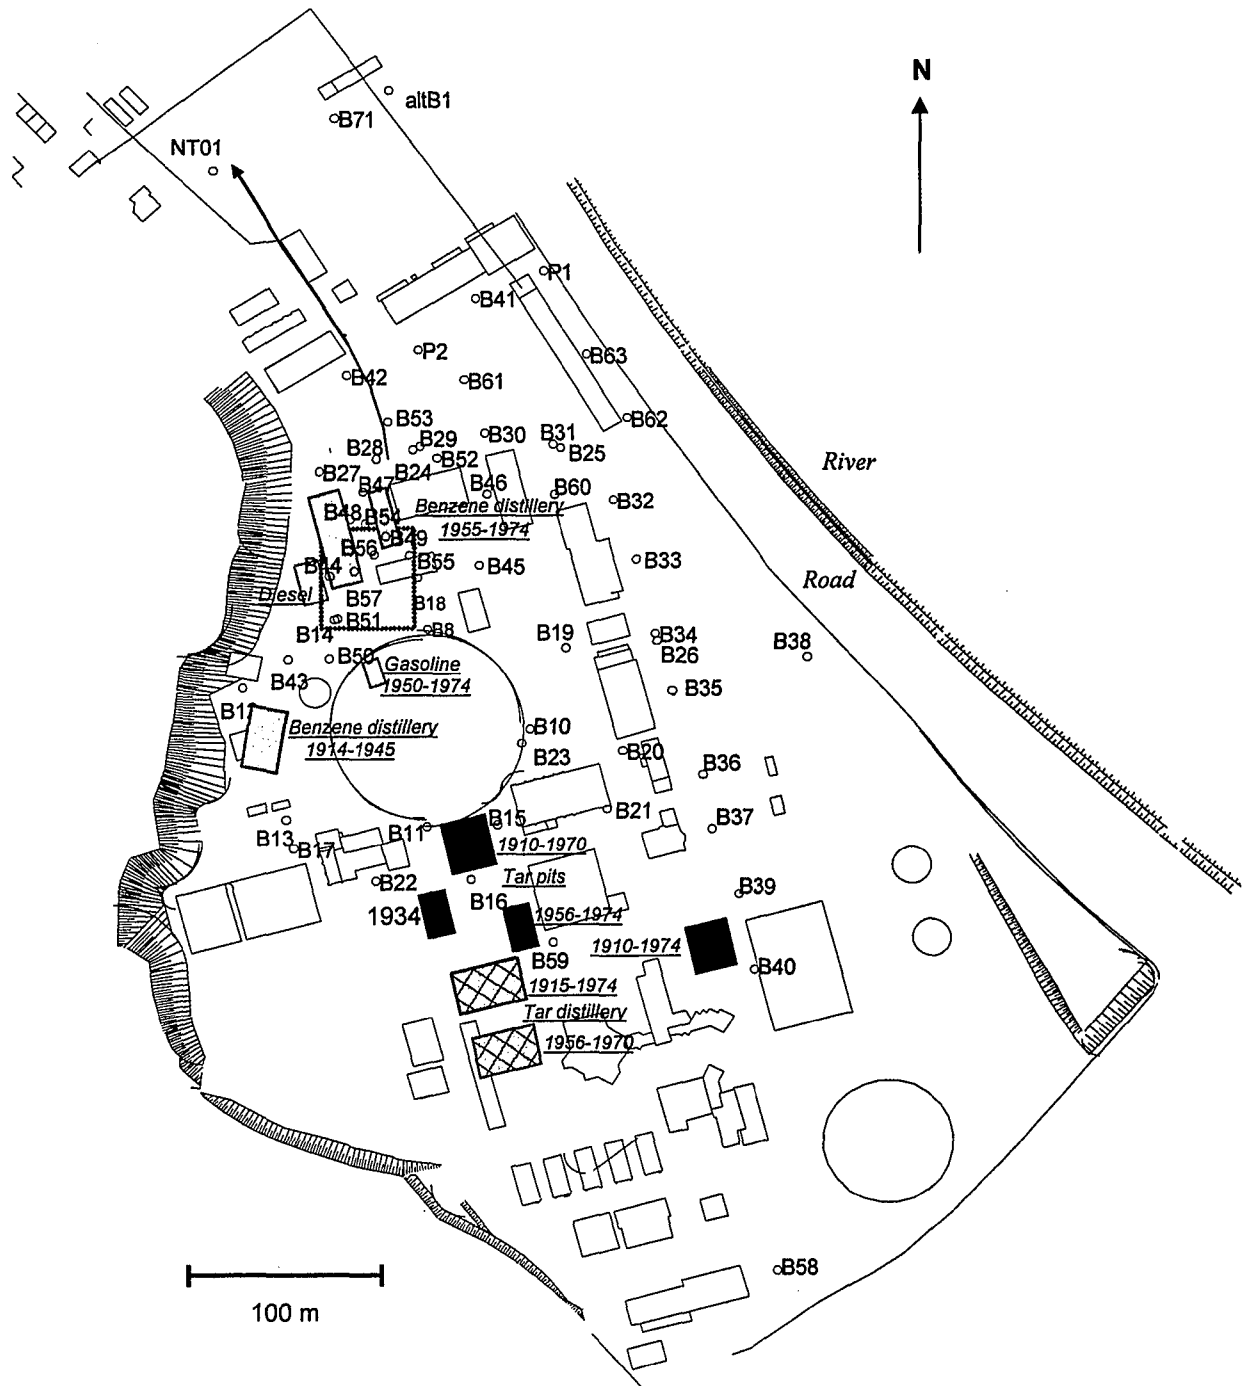 N
altB1
B71
NT01
P1
B41
P2
B63
B42
B61
B62
B53
B29
B30
B31
B28
B52
B25
River
B27
B24
B47
B46
B60
B32
Benzene distillery
1955-1974
B48
B54
B49
B56
B55
B45
B33
B44
Road
Diesel
B57
B18
B51
B8
B14
B19
B34
B38
B50
B26
Gasoline
1950-1974
B43
B35
B12
Benzene distillery
1914-1945
B10
B20
B23
B36
B21
B13
B11
B15
B37
B17
1910-1970
Tar pits
B22
B16
B39
1934
1956-1974
1910-1974
B59
B40
1915-1974
Tar distillery
1956-1970
B58
100 m